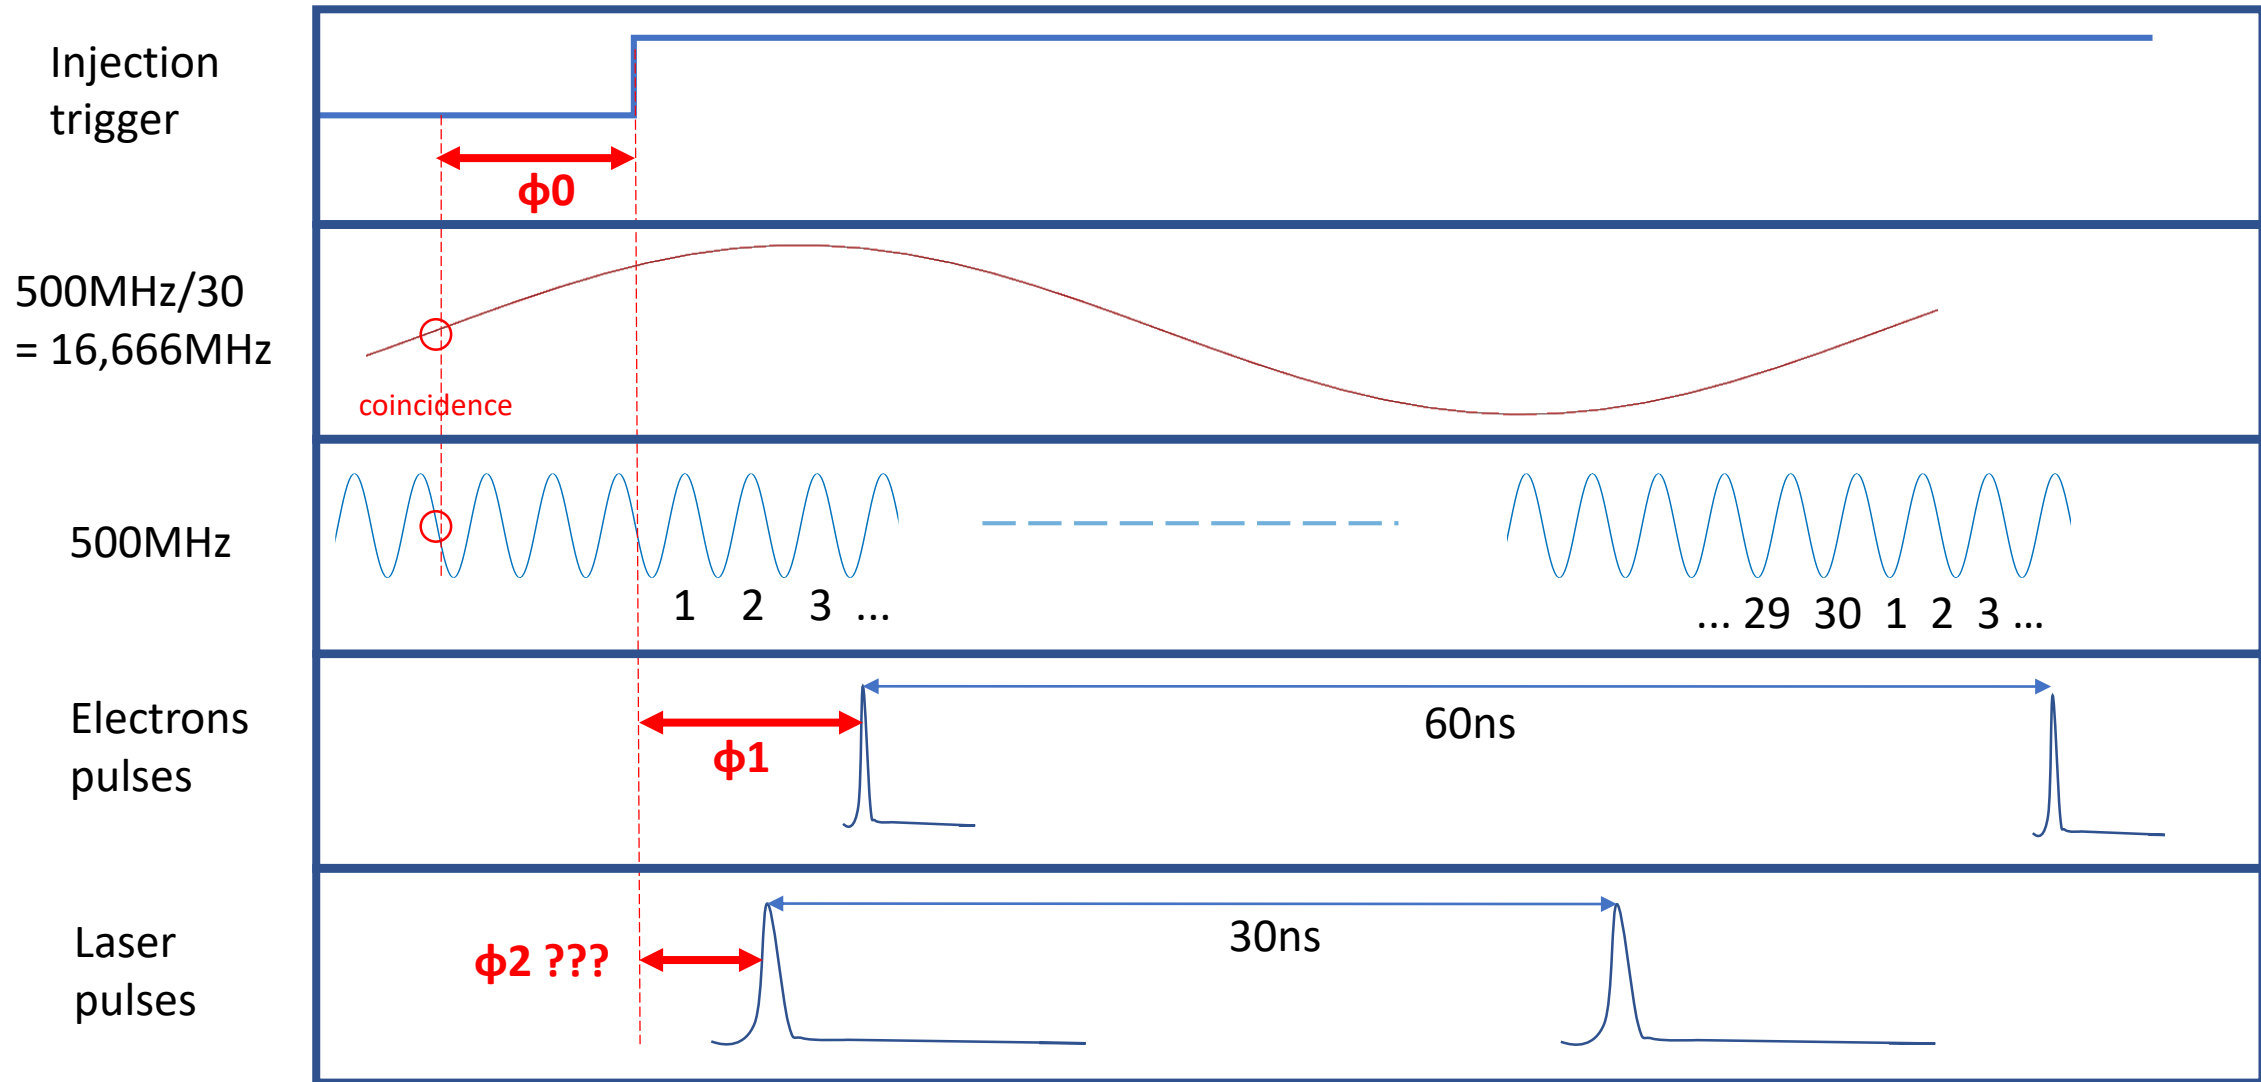 Injection
trigger
ϕ0
500MHz/30
= 16,666MHz
coincidence
500MHz
1 2 3 ...
... 29 30 1 2 3 ...
Electrons
pulses
60ns
ϕ1
Laser
pulses
30ns
ϕ2 ???